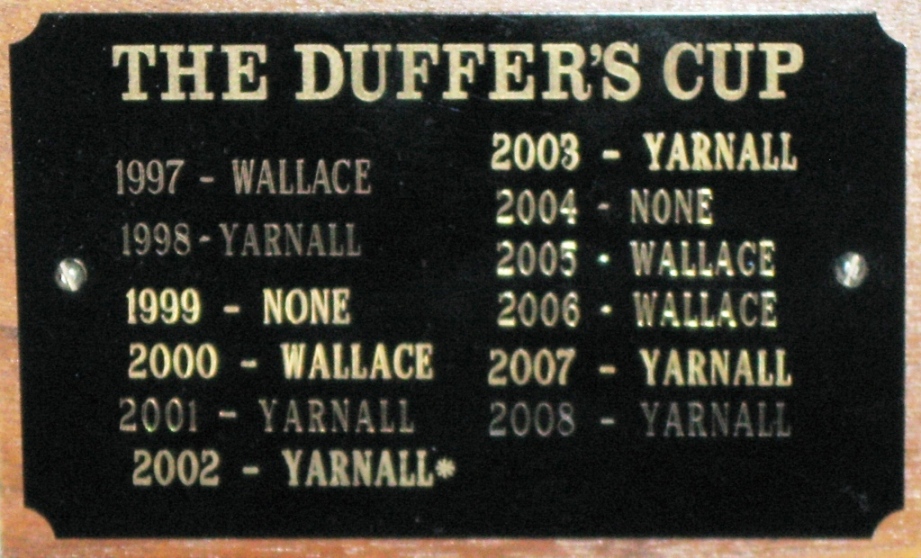 THE DUFFER'S CUP
1997 - WALLACE
1998 - YARNALL
1999 - NONE
2000 - WALLACE
2001 - YARNALL
2002 - YARNALL*
2003 - YARNALL
2004 - NONE
2005 - WALLACE
2006 - WALLACE
2007 - YARNALL
2008 - YARNALL